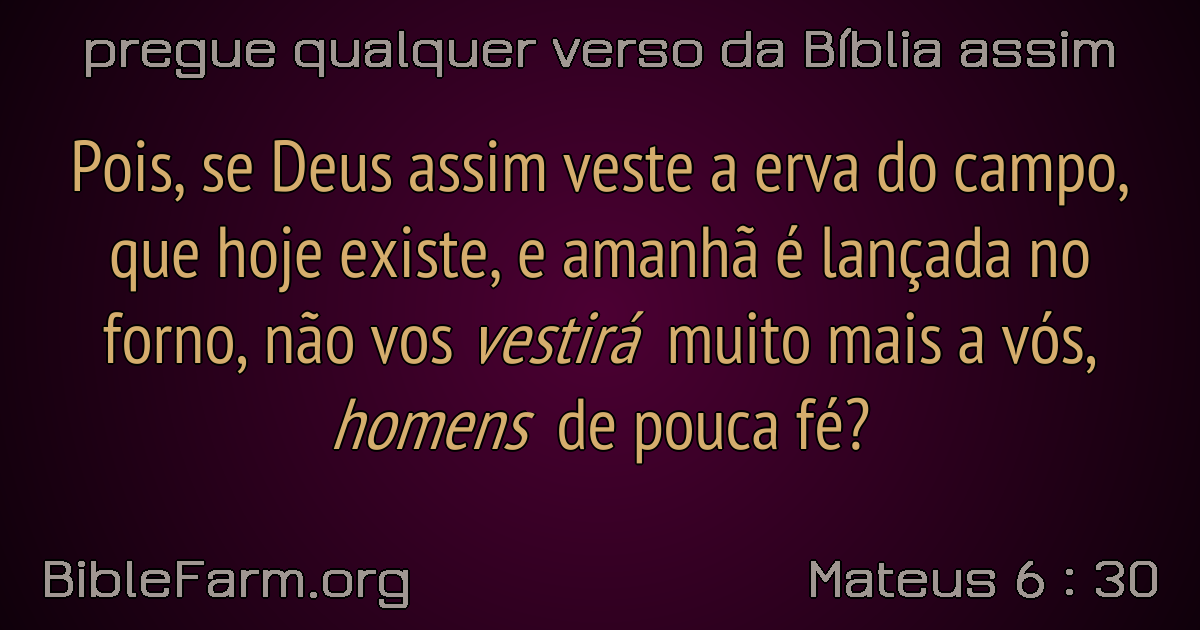 pregue qualquer verso da Bíblia assim
Pois, se Deus assim veste a erva do campo,
que hoje existe, e amanhã é lançada no
forno, não vos vestirá muito mais a vós,
homens de pouca fé?
BibleFarm.org
Mateus 6 : 30